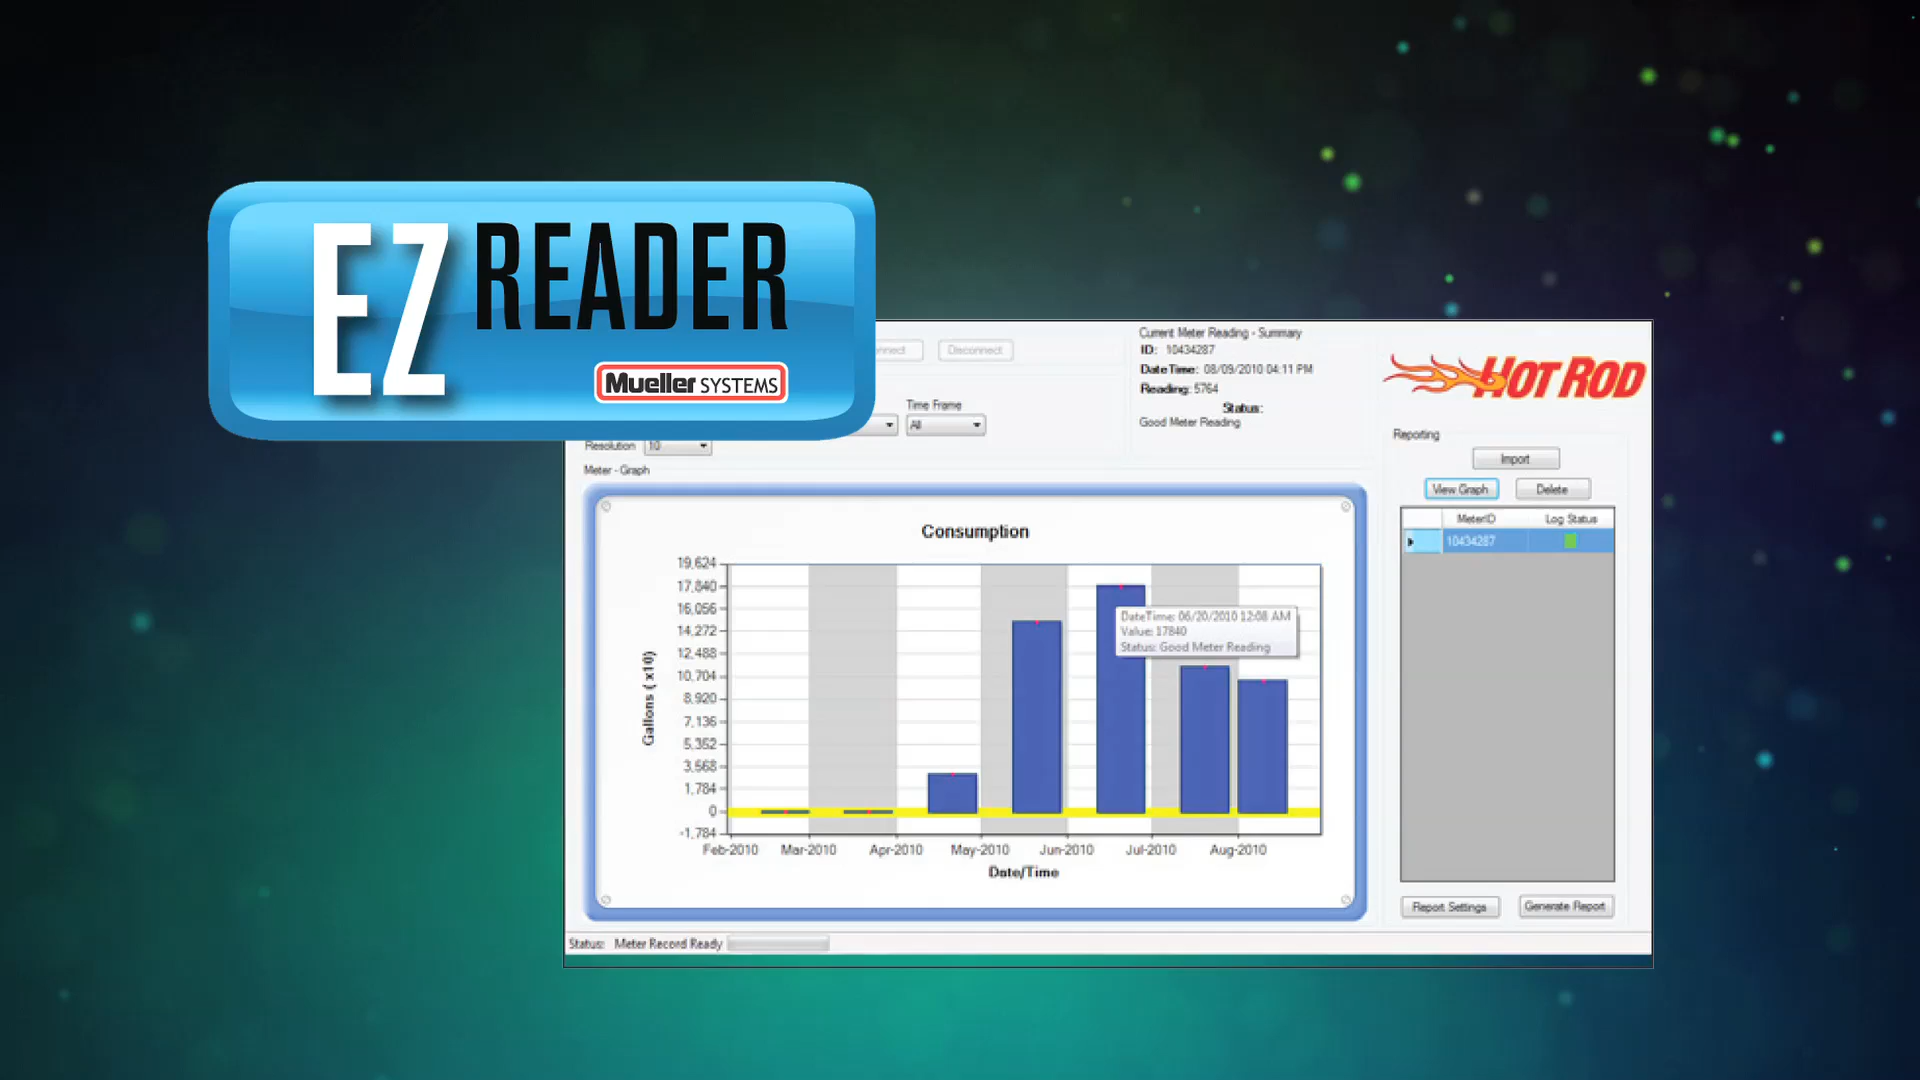 EZ READER
Mueller SYSTEMS
Disconnect
Time Frame
All
Resolution 10
Meter - Graph
Current Meter Reading - Summary
ID: 10434287
DateTime: 08/09/2010 04:11 PM
Reading: 5764
Status:
Good Meter Reading
HOT ROD
Reporting
Import
View Graph Delete
MeterID Log Status
10434287
Report Settings Generate Report
Consumption
19,624
17,840
16,056
14,272
12,488
10,704
8,920
7,136
5,352
3,568
1,784
0
-1,784
Gallons ( x10)
DateTime: 06/20/2010 12:08 AM
Value: 17840
Status: Good Meter Reading
Feb-2010 Mar-2010 Apr-2010 May-2010 Jun-2010 Jul-2010 Aug-2010
Date/Time
Status: Meter Record Ready